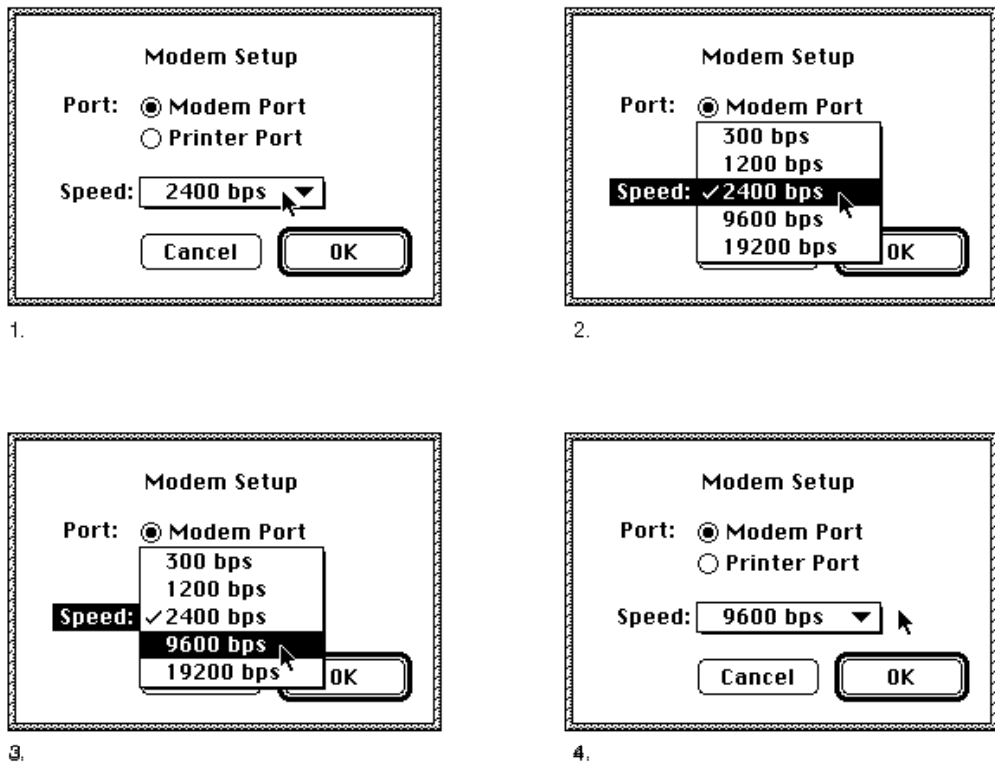 Modem Setup
Port: Modem Port
Printer Port
Speed: 2400 bps
Cancel OK
1.
Modem Setup
Port: Modem Port
300 bps
1200 bps
Speed: ✓2400 bps
9600 bps
19200 bps
OK
2.
Modem Setup
Port: Modem Port
300 bps
1200 bps
Speed: ✓2400 bps
9600 bps
19200 bps
OK
3.
Modem Setup
Port: Modem Port
Printer Port
Speed: 9600 bps
Cancel OK
4.